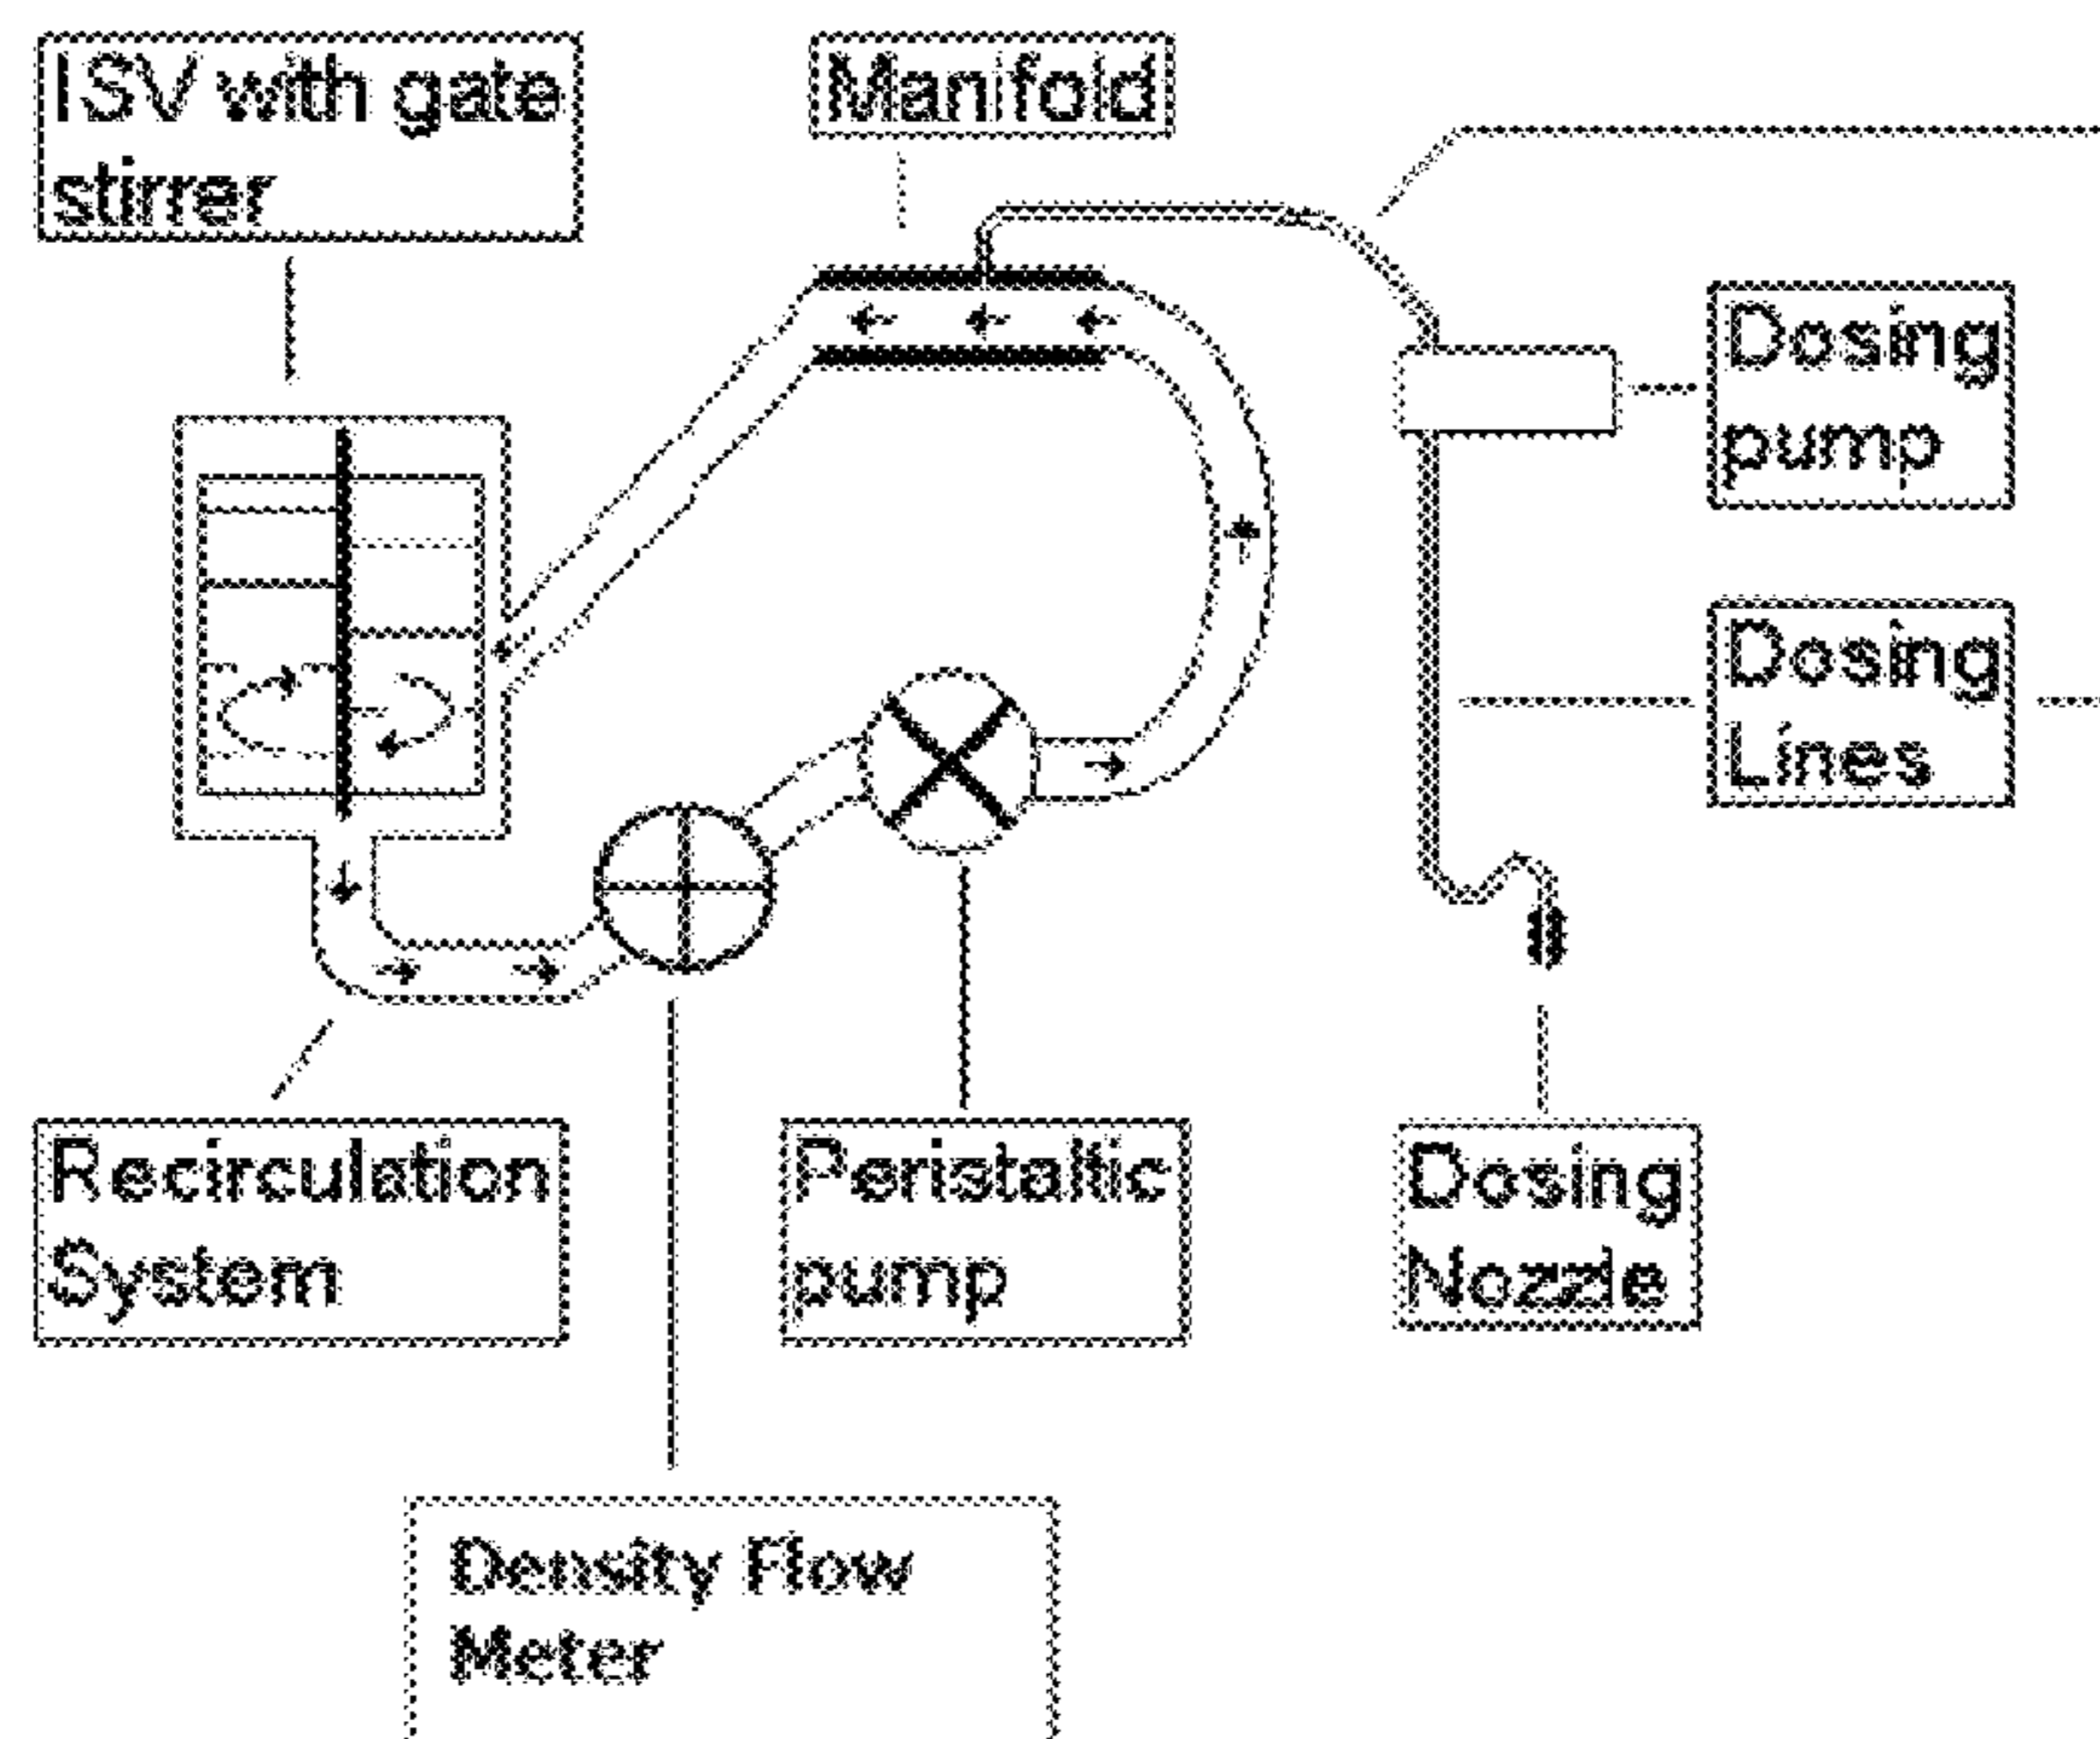 ISV with gate
stirrer
Manifold
Dosing
pump
Dosing
Lines
Recirculation
System
Peristaltic
pump
Dosing
Nozzle
Density Flow
Meter